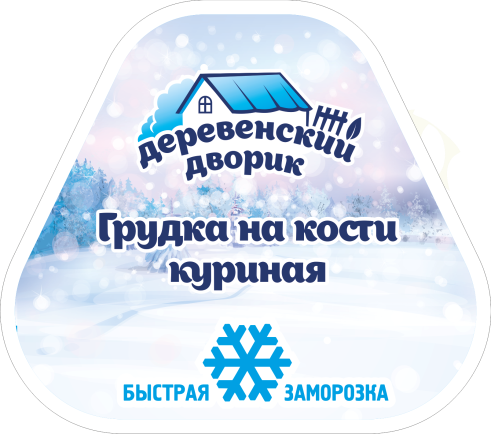 деревенский
дворик
Грудка на кости
куриная
БЫСТРАЯ ЗАМОРОЗКА